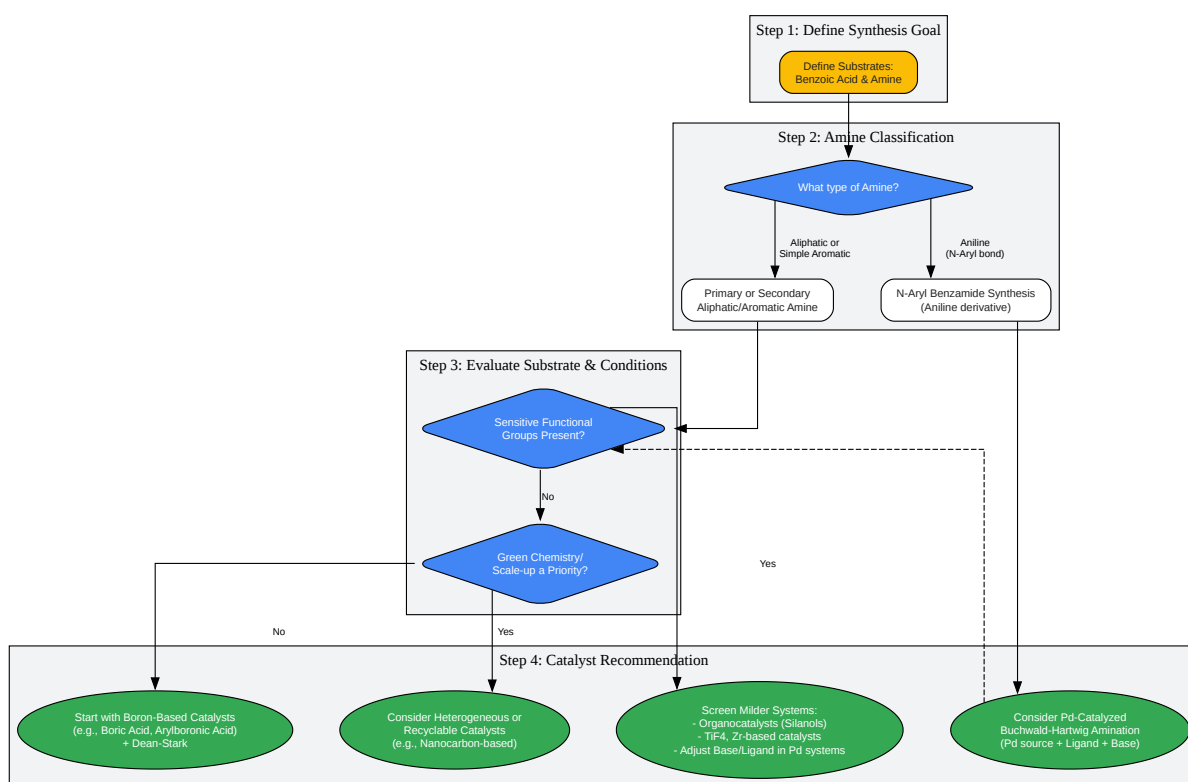 Step 1: Define Synthesis Goal
Define Substrates:
Benzoic Acid & Amine
Step 2: Amine Classification
What type of Amine?
Aliphatic or
Simple Aromatic
Aniline
(N-Aryl bond)
Primary or Secondary
Aliphatic/Aromatic Amine
N-Aryl Benzamide Synthesis
(Aniline derivative)
Step 3: Evaluate Substrate & Conditions
Sensitive Functional
Groups Present?
No
Green Chemistry/
Scale-up a Priority?
Yes
No
Yes
Step 4: Catalyst Recommendation
Start with Boron-Based Catalysts
(e.g., Boric Acid, Arylboronic Acid)
+ Dean-Stark
Consider Heterogeneous or
Recyclable Catalysts
(e.g., Nanocarbon-based)
Screen Milder Systems:
- Organocatalysts (Silanols)
- TiF4, Zr-based catalysts
- Adjust Base/Ligand in Pd systems
Consider Pd-Catalyzed
Buchwald-Hartwig Amination
(Pd source + Ligand + Base)